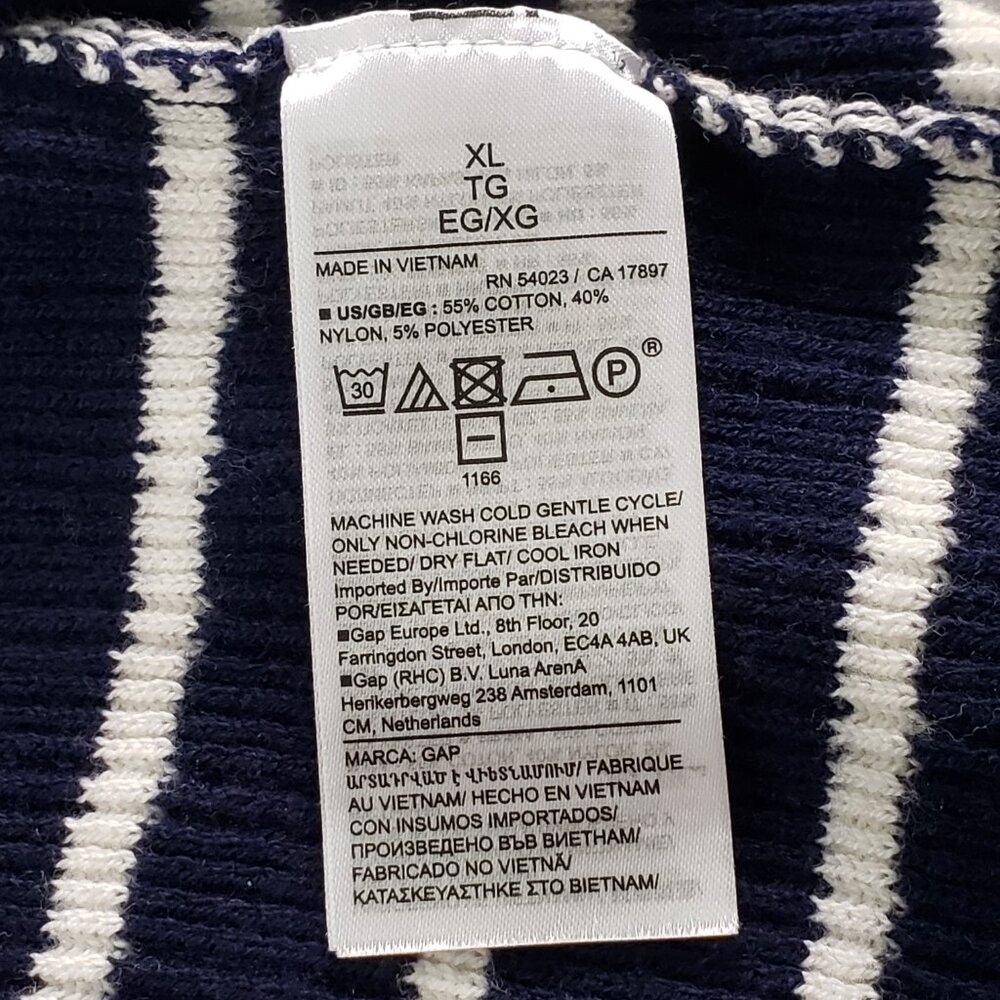 XL
TG
EG/XG
MADE IN VIETNAM
RN 54023 / CA 17897
■ US/GB/EG : 55% COTTON, 40%
NYLON, 5% POLYESTER
30 P ®
1166
MACHINE WASH COLD GENTLE CYCLE/
ONLY NON-CHLORINE BLEACH WHEN
NEEDED/ DRY FLAT/ COOL IRON
Imported By/Importe Par/DISTRIBUIDO
POR/ΕΙΣΑΓΕΤΑΙ ΑΠΟ ΤΗΝ:
■Gap Europe Ltd., 8th Floor, 20
Farringdon Street, London, EC4A 4AB, UK
■Gap (RHC) B.V. Luna ArenA
Herikerbergweg 238 Amsterdam, 1101
CM, Netherlands
MARCA: GAP
ԱՐՏԱԴՐՎԱԾ Է ՎԻԵՏՆԱՄՈՒՄ/ FABRIQUE
AU VIETNAM/ HECHO EN VIETNAM
CON INSUMOS IMPORTADOS/
ПРОИЗВЕДЕНО ВЪВ ВИЕТНАМ/
FABRICADO NO VIETNÃ/
ΚΑΤΑΣΚΕΥΑΣΤΗΚΕ ΣΤΟ ΒΙΕΤΝΑΜ/